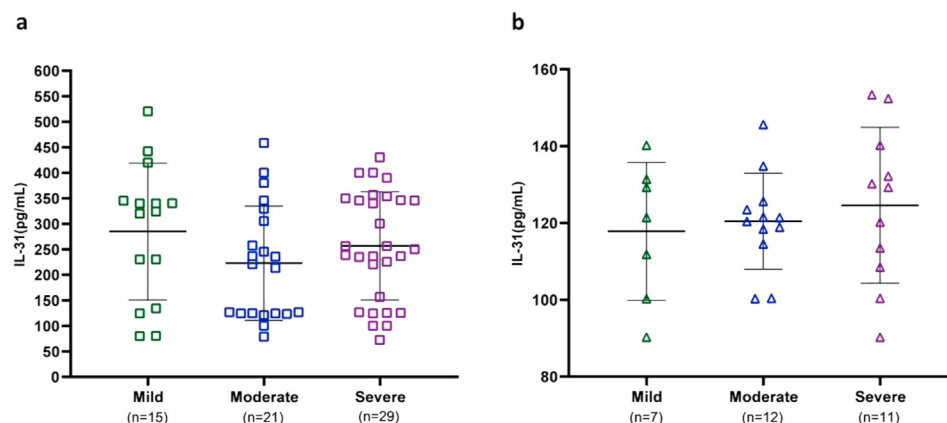 a
IL-31(pg/mL)
600
550
500
450
400
350
300
250
200
150
100
50
0
Mild
(n=15)
Moderate
(n=21)
Severe
(n=29)
b
IL-31(pg/mL)
160
140
120
100
80
Mild
(n=7)
Moderate
(n=12)
Severe
(n=11)